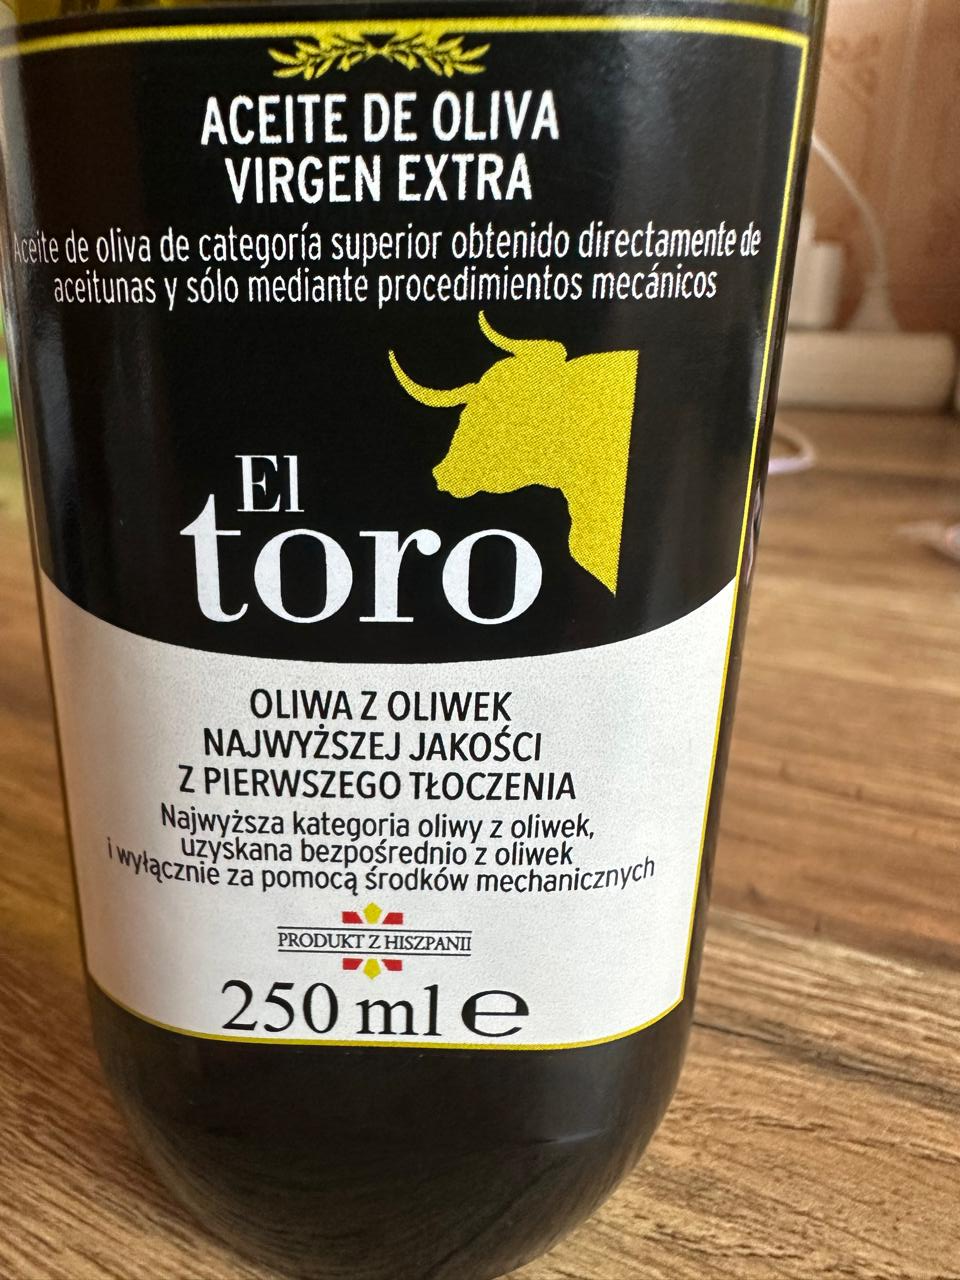 ACEITE DE OLIVA
VIRGEN EXTRA
Aceite de oliva de categoría superior obtenido directamente de
aceitunas y sólo mediante procedimientos mecánicos
El
toro
OLIWA Z OLIWEK
NAJWYŻSZEJ JAKOŚCI
Z PIERWSZEGO TŁOCZENIA
Najwyższa kategoria oliwy z oliwek,
uzyskana bezpośrednio z oliwek
i wyłącznie za pomocą środków mechanicznych
PRODUKT Z HISZPANII
250 ml e